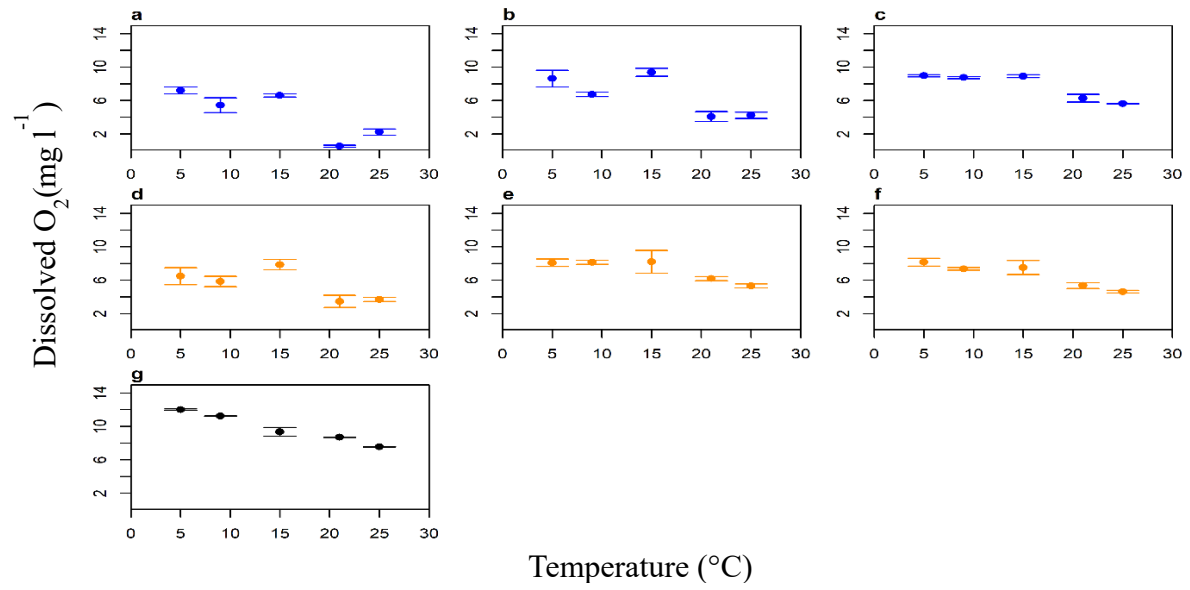 a b c
14 14 14
10 10 10
6 6 6
2 2 2
0 5 10 15 20 25 30 0 5 10 15 20 25 30 0 5 10 15 20 25 30
d e f
14 14 14
10 10 10
6 6 6
2 2 2
0 5 10 15 20 25 30 0 5 10 15 20 25 30 0 5 10 15 20 25 30
g
14
10
6
2
0 5 10 15 20 25 30
Dissolved O₂(mg l⁻¹)
Temperature (°C)